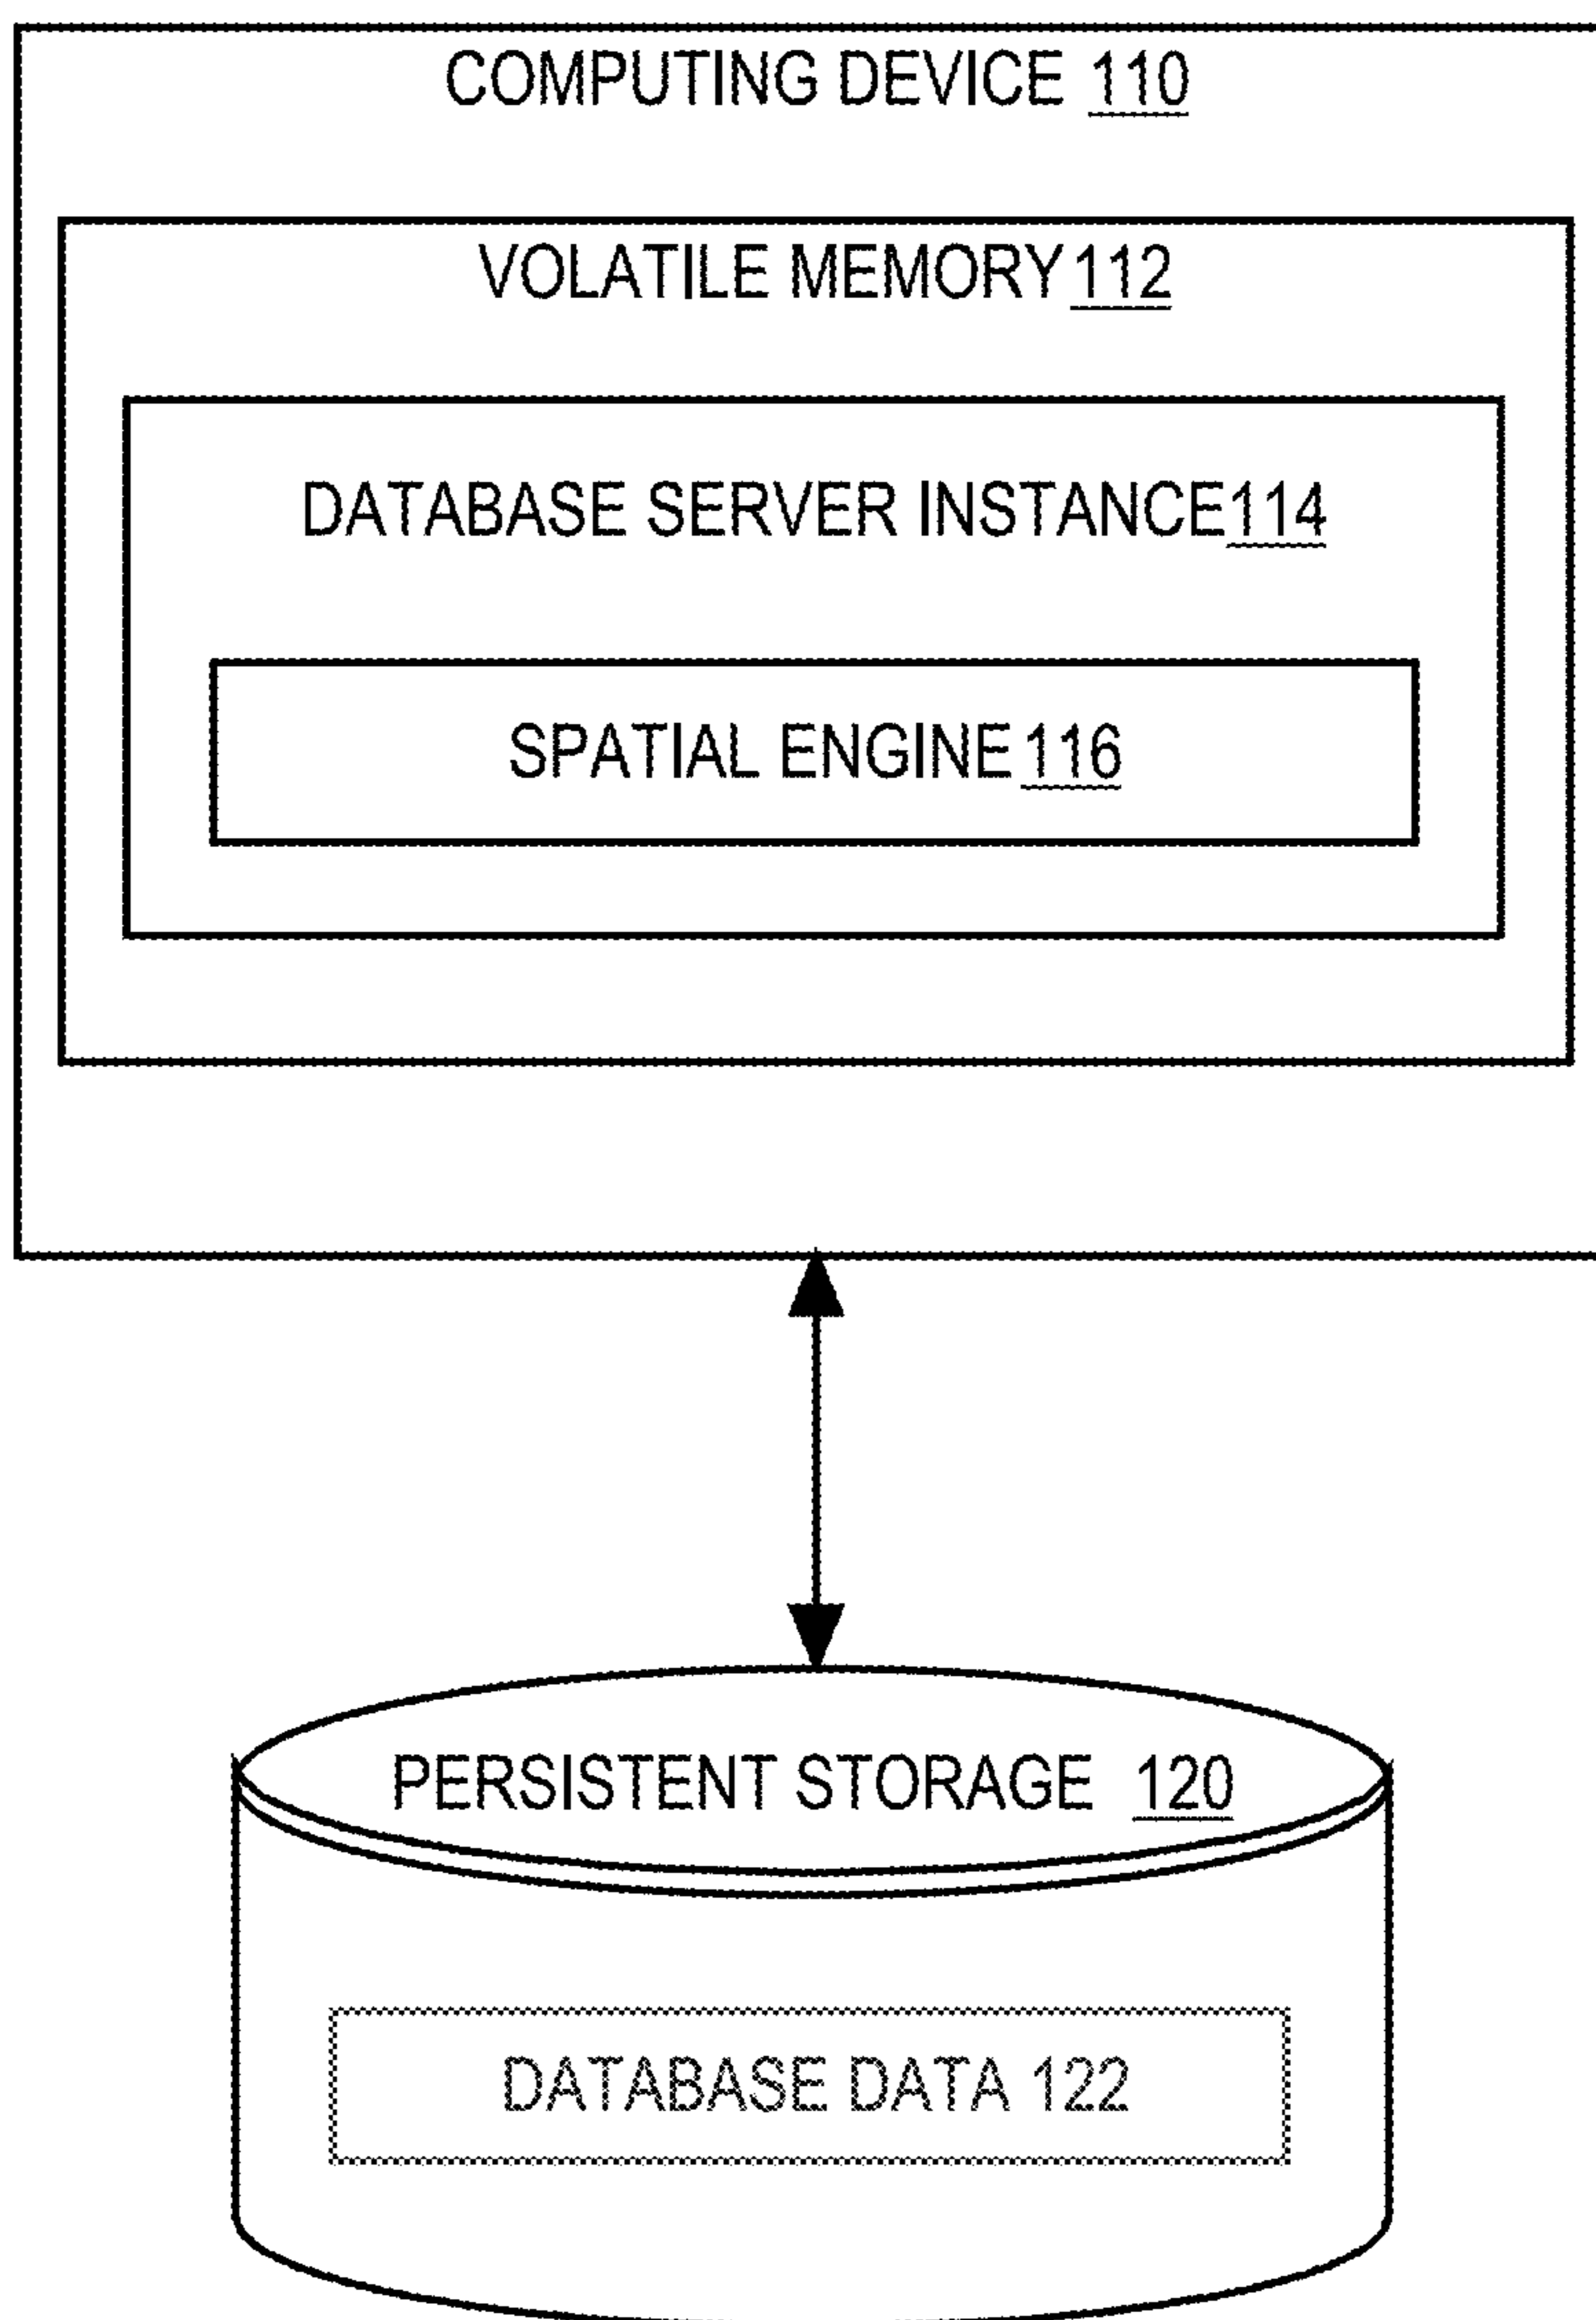 COMPUTING DEVICE 110
VOLATILE MEMORY 112
DATABASE SERVER INSTANCE 114
SPATIAL ENGINE 116
PERSISTENT STORAGE 120
DATABASE DATA 122